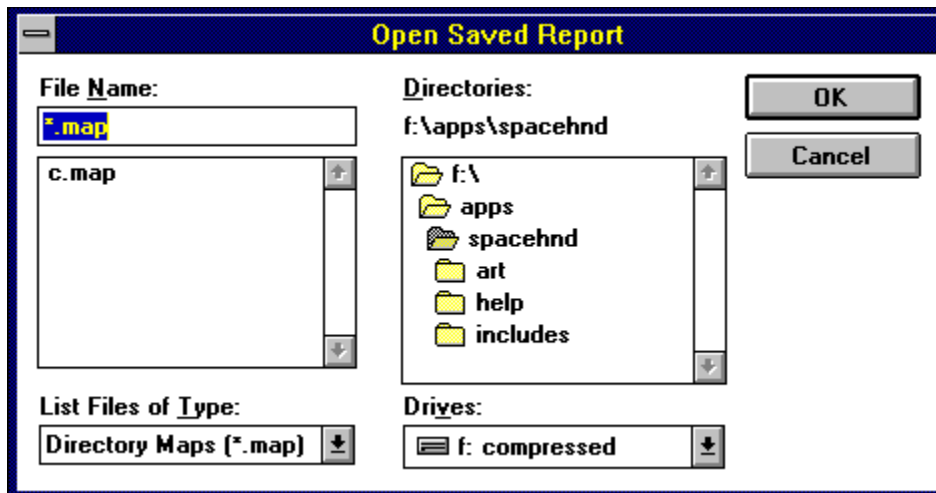 Open Saved Report
File Name:
*.map
c.map
List Files of Type:
Directory Maps (*.map)
Directories:
f:\apps\spacehnd
f:\
apps
spacehnd
art
help
includes
Drives:
f: compressed
OK
Cancel